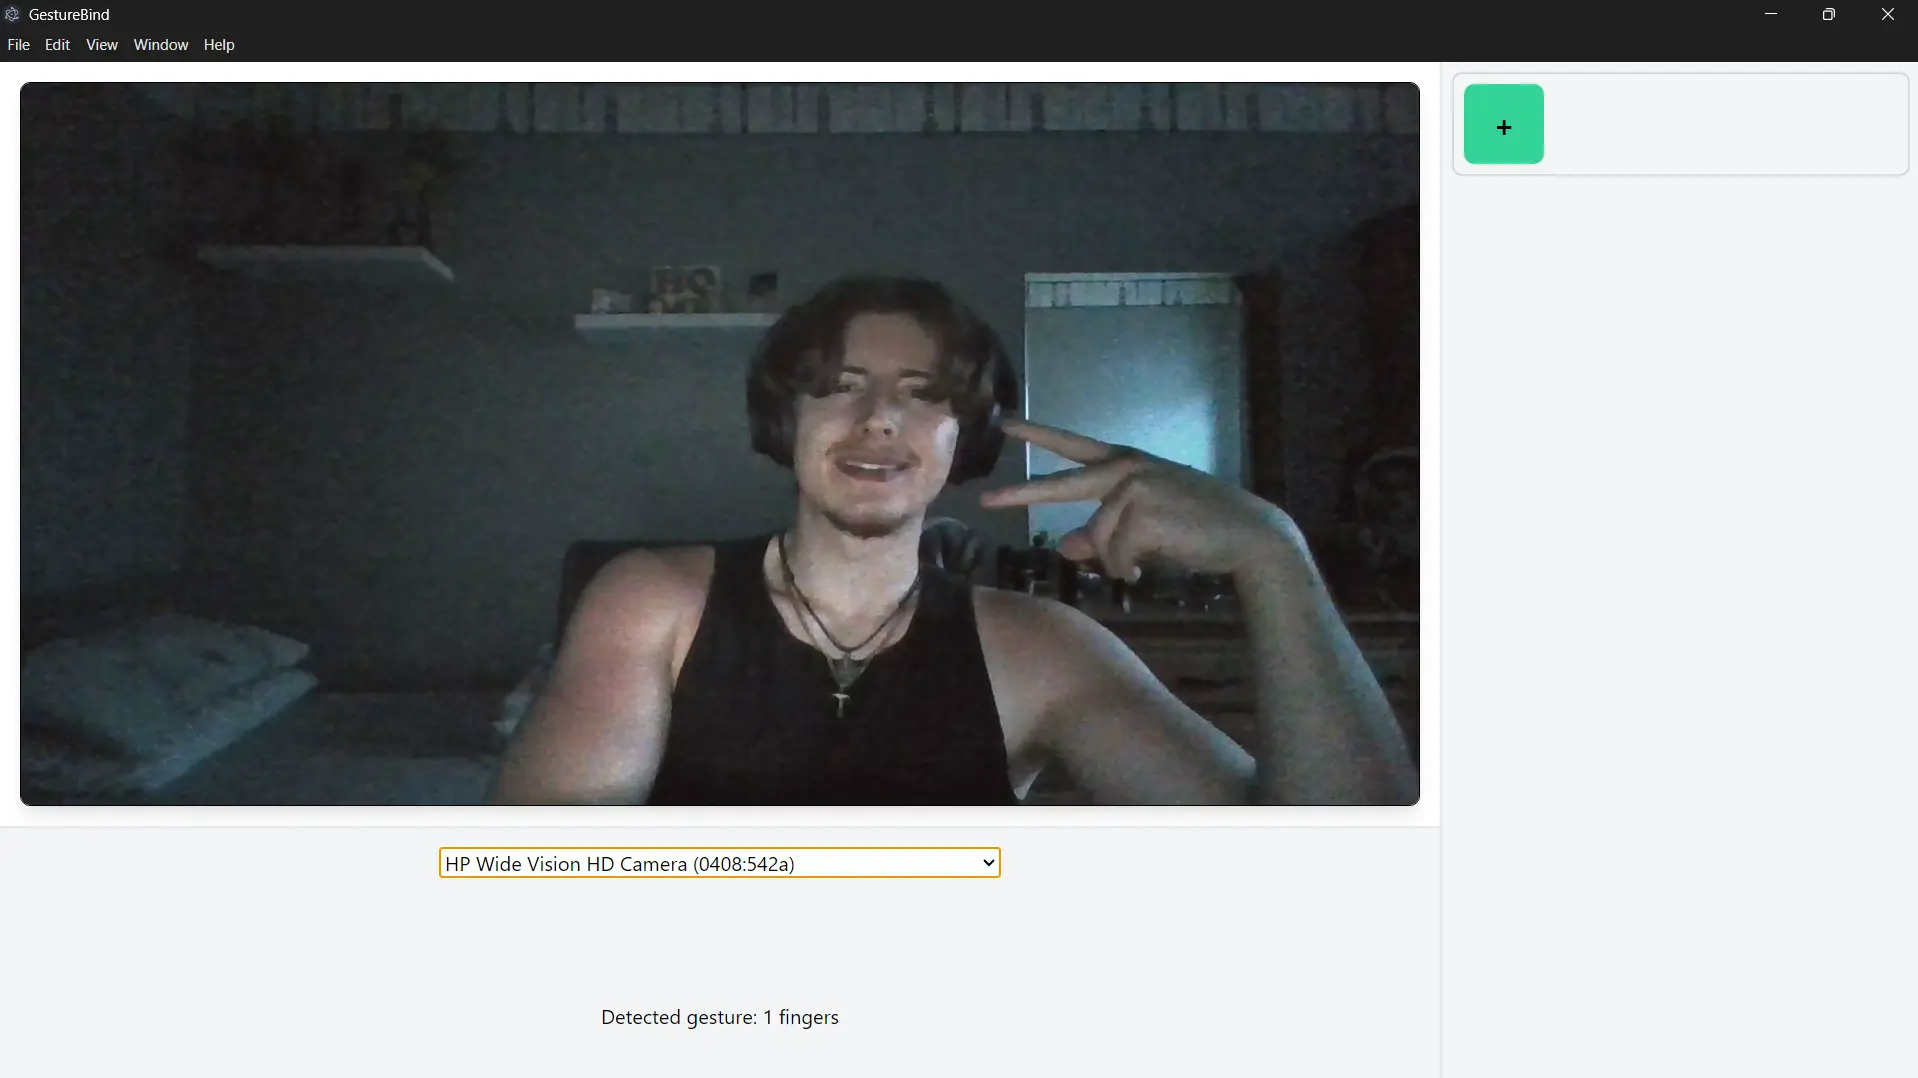 GestureBind
File Edit View Window Help
+
HP Wide Vision HD Camera (0408:542a)
Detected gesture: 1 fingers